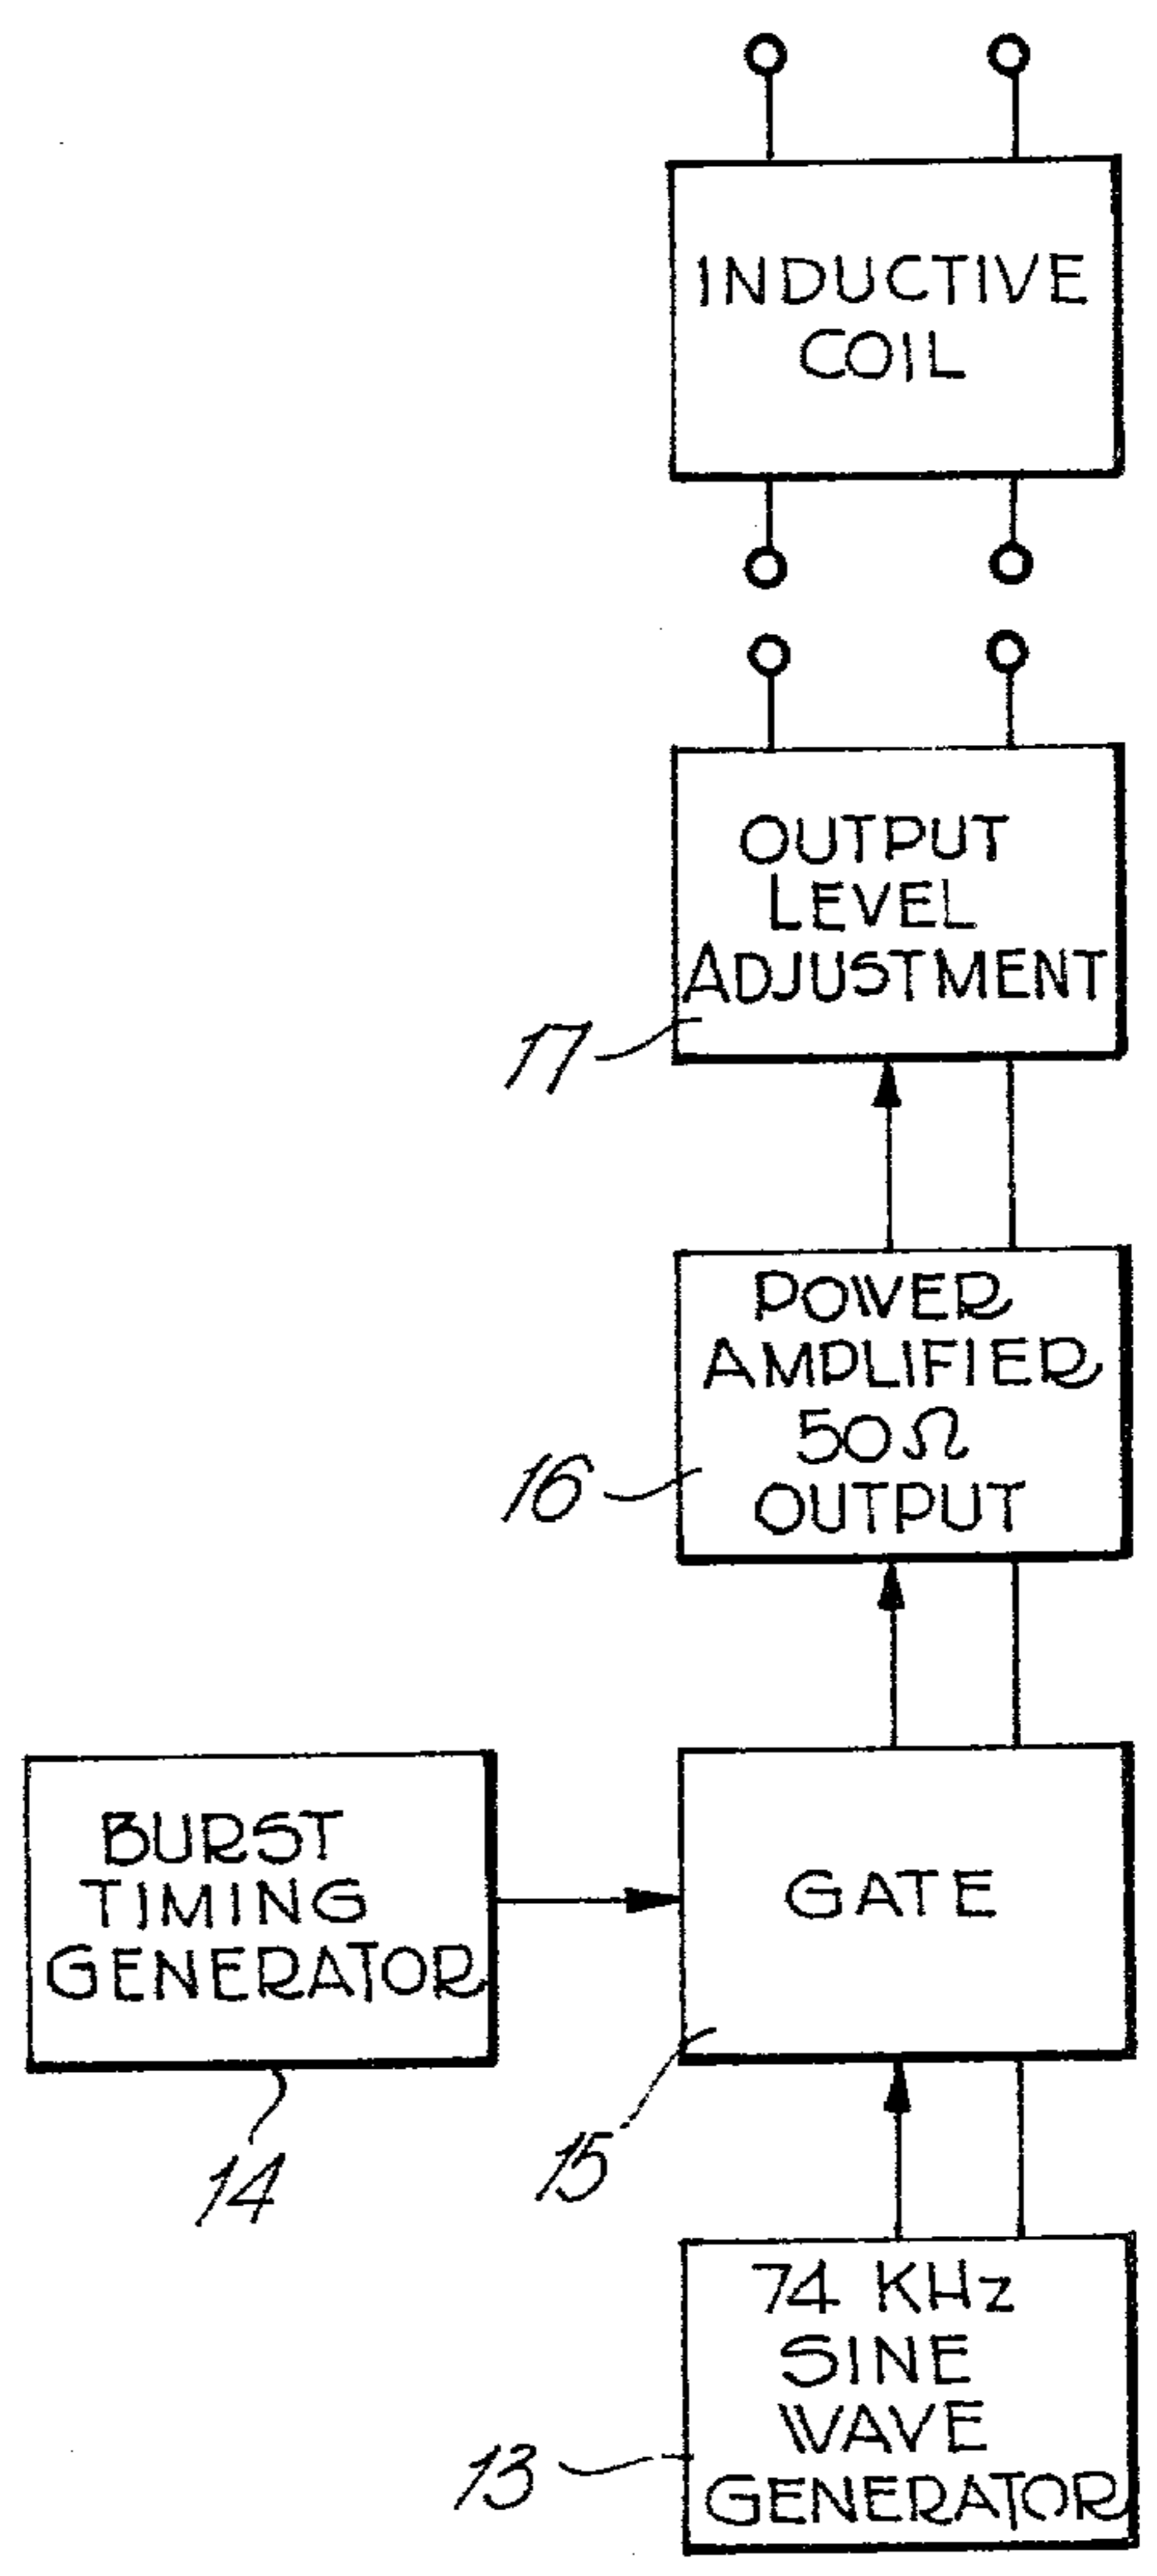 INDUCTIVE
COIL
OUTPUT
LEVEL
ADJUSTMENT
17
POWER
AMPLIFIER
50Ω
OUTPUT
16
BURST
TIMING
GENERATOR
14
GATE
15
74 KHz
SINE
WAVE
GENERATOR
13